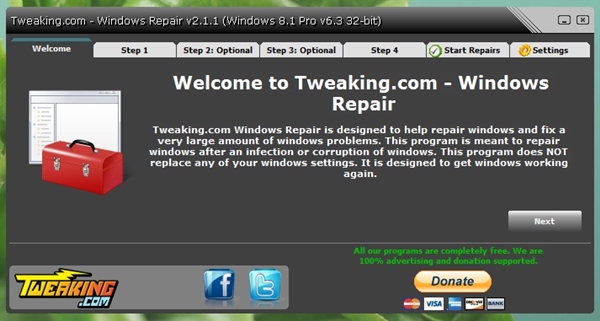 Tweaking.com - Windows Repair v2.1.1 (Windows 8.1 Pro v6.3 32-bit)
Welcome
Step 1
Step 2: Optional
Step 3: Optional
Step 4
Start Repairs
Settings
Welcome to Tweaking.com - Windows
Repair
Tweaking.com Windows Repair is designed to help repair windows and fix a
very large amount of windows problems. This program is meant to repair
windows after an infection or corruption of windows. This program does NOT
replace any of your windows settings. It is designed to get windows working
again.
Next
All our programs are completely free. We are
100% advertising and donation supported.
TWEAKING
.COM
f
t
Donate
VISA
BANK